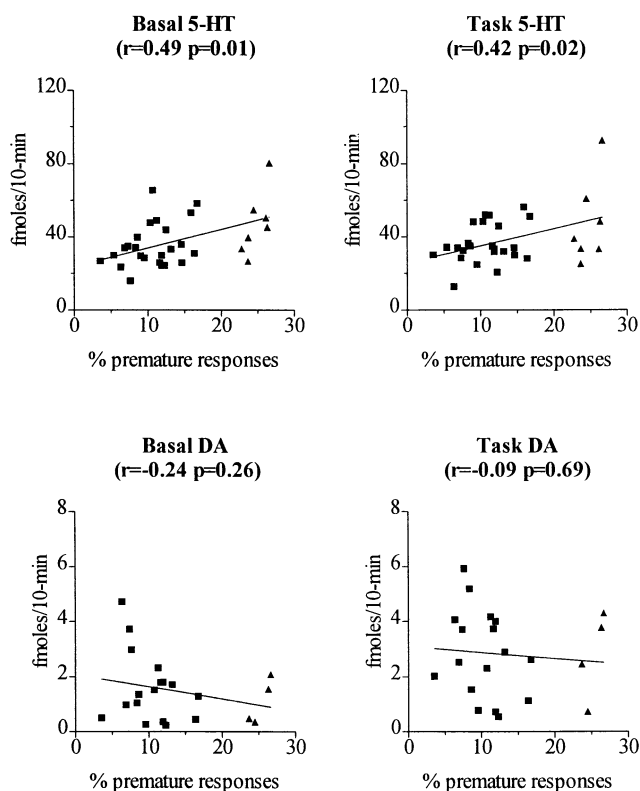 Basal 5-HT
(r=0.49 p=0.01)
120
80
40
0
fmoles/10-min
0 10 20 30
% premature responses
Task 5-HT
(r=0.42 p=0.02)
120
80
40
0
fmoles/10-min
0 10 20 30
% premature responses
Basal DA
(r=-0.24 p=0.26)
8
6
4
2
0
fmoles/10-min
0 10 20 30
% premature responses
Task DA
(r=-0.09 p=0.69)
8
6
4
2
0
fmoles/10-min
0 10 20 30
% premature responses